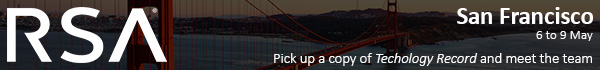 RSA
San Francisco
6 to 9 May
Pick up a copy of Techology Record and meet the team